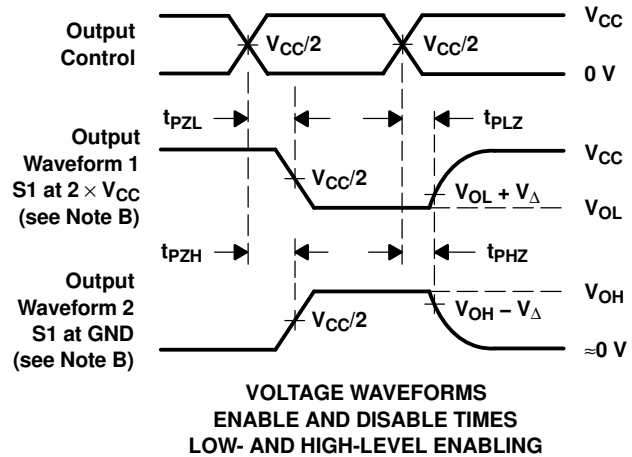 Output
Control
V_CC/2
V_CC/2
V_CC
0 V
t_PZL
t_PLZ
Output
Waveform 1
S1 at 2 × V_CC
(see Note B)
V_CC/2
V_OL + V_Δ
V_CC
V_OL
t_PZH
t_PHZ
Output
Waveform 2
S1 at GND
(see Note B)
V_CC/2
V_OH − V_Δ
V_OH
≈0 V
VOLTAGE WAVEFORMS
ENABLE AND DISABLE TIMES
LOW- AND HIGH-LEVEL ENABLING